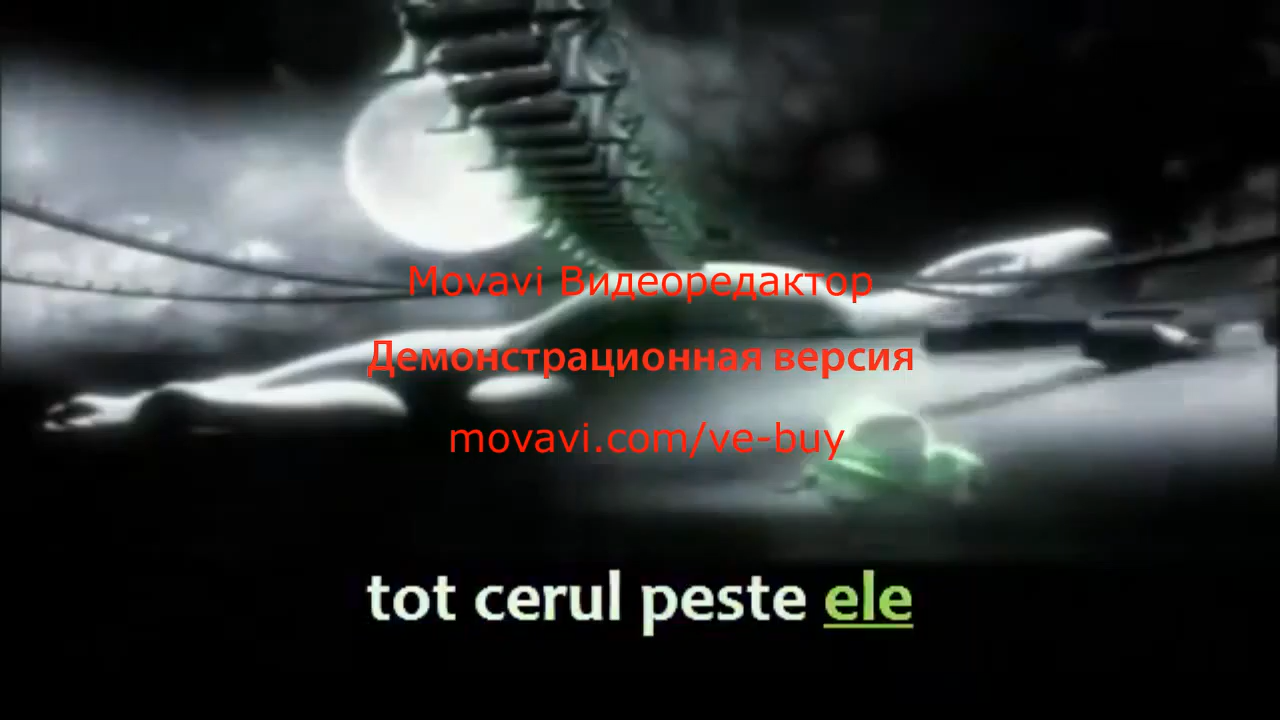 Movavi Видеоредактор
Демонстрационная версия
movavi.com/ve-buy
tot cerul peste ele